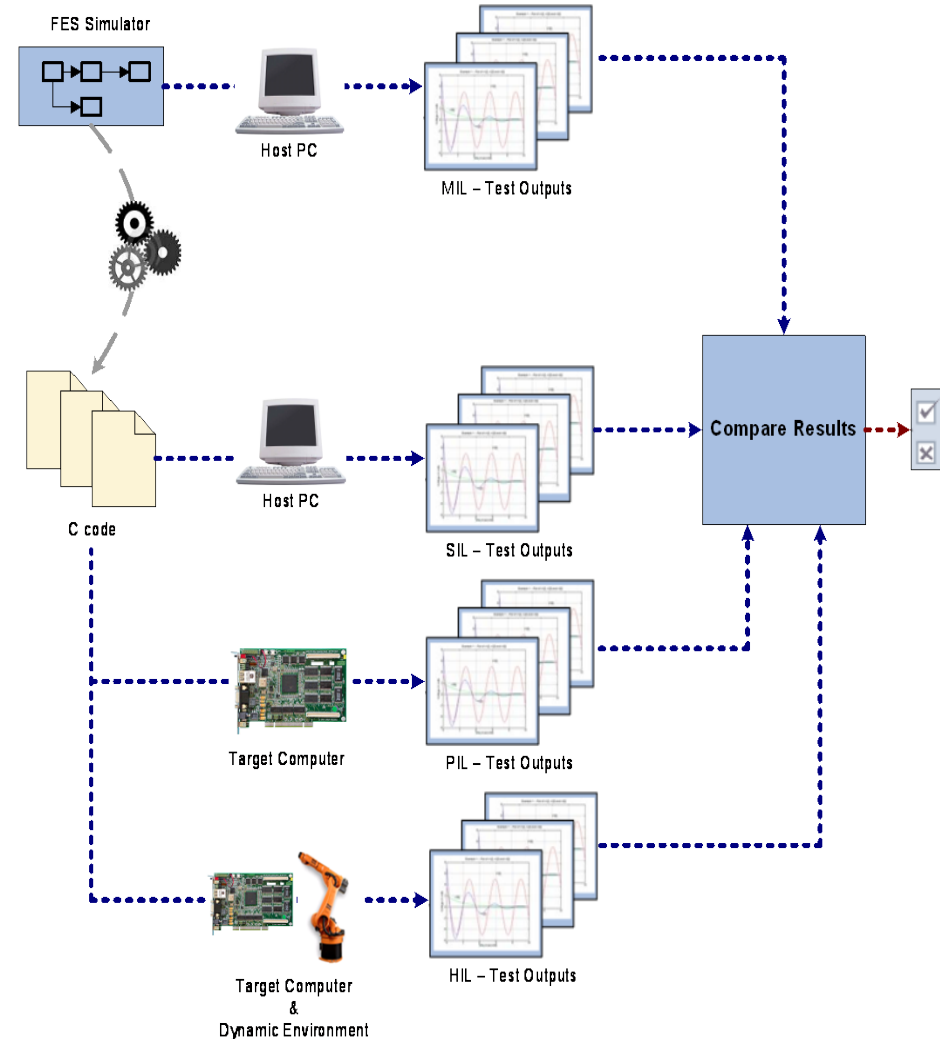 FES Simulator
Host PC
MIL – Test Outputs
Compare Results
Host PC
C code
SIL – Test Outputs
Target Computer
PIL – Test Outputs
HIL – Test Outputs
Target Computer
&
Dynamic Environment